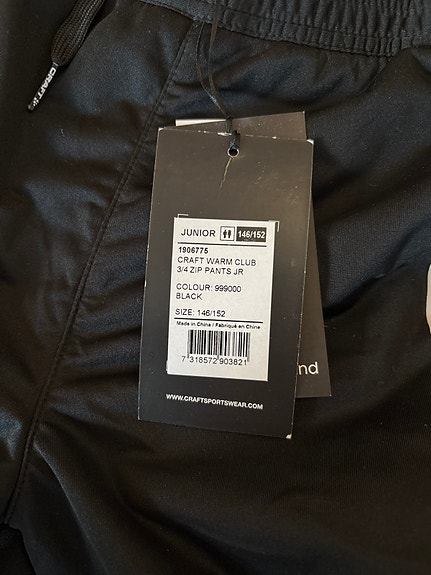 CRAFT
JUNIOR 146/152
1906775
CRAFT WARM CLUB
3/4 ZIP PANTS JR
COLOUR: 999000
BLACK
SIZE: 146/152
Made in China / Fabriqué en Chine
7 318572 903821
nd
WWW.CRAFTSPORTSWEAR.COM